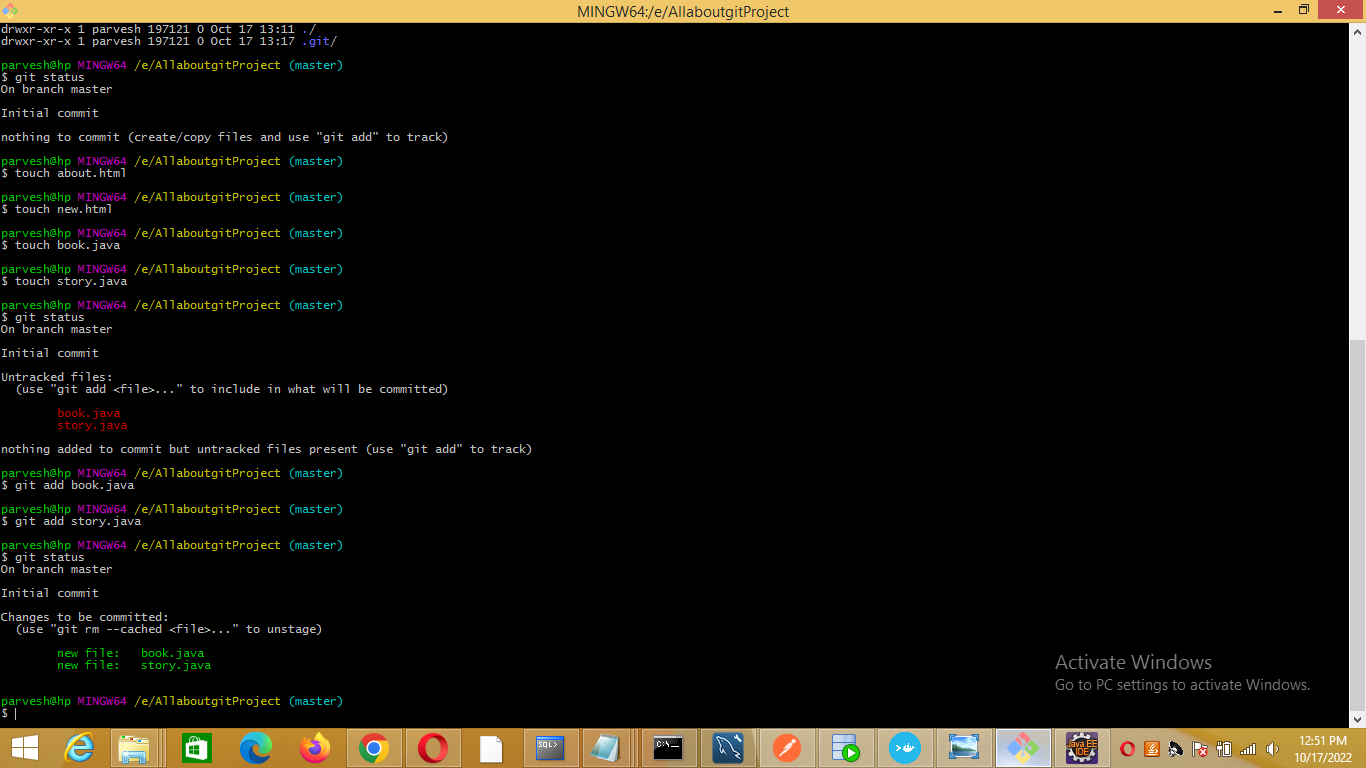 MINGW64:/e/AllaboutgitProject
drwxr-xr-x 1 parvesh 197121 0 Oct 17 13:11 ./
drwxr-xr-x 1 parvesh 197121 0 Oct 17 13:17 .git/
parvesh@hp MINGW64 /e/AllaboutgitProject (master)
$ git status
On branch master
Initial commit
nothing to commit (create/copy files and use "git add" to track)
parvesh@hp MINGW64 /e/AllaboutgitProject (master)
$ touch about.html
parvesh@hp MINGW64 /e/AllaboutgitProject (master)
$ touch new.html
parvesh@hp MINGW64 /e/AllaboutgitProject (master)
$ touch book.java
parvesh@hp MINGW64 /e/AllaboutgitProject (master)
$ touch story.java
parvesh@hp MINGW64 /e/AllaboutgitProject (master)
$ git status
On branch master
Initial commit
Untracked files:
  (use "git add <file>..." to include in what will be committed)
        book.java
        story.java
nothing added to commit but untracked files present (use "git add" to track)
parvesh@hp MINGW64 /e/AllaboutgitProject (master)
$ git add book.java
parvesh@hp MINGW64 /e/AllaboutgitProject (master)
$ git add story.java
parvesh@hp MINGW64 /e/AllaboutgitProject (master)
$ git status
On branch master
Initial commit
Changes to be committed:
  (use "git rm --cached <file>..." to unstage)
        new file:   book.java
        new file:   story.java
parvesh@hp MINGW64 /e/AllaboutgitProject (master)
$
Activate Windows
Go to PC settings to activate Windows.
SQL>
C:\_
Java EE
IDE
12:51 PM
10/17/2022